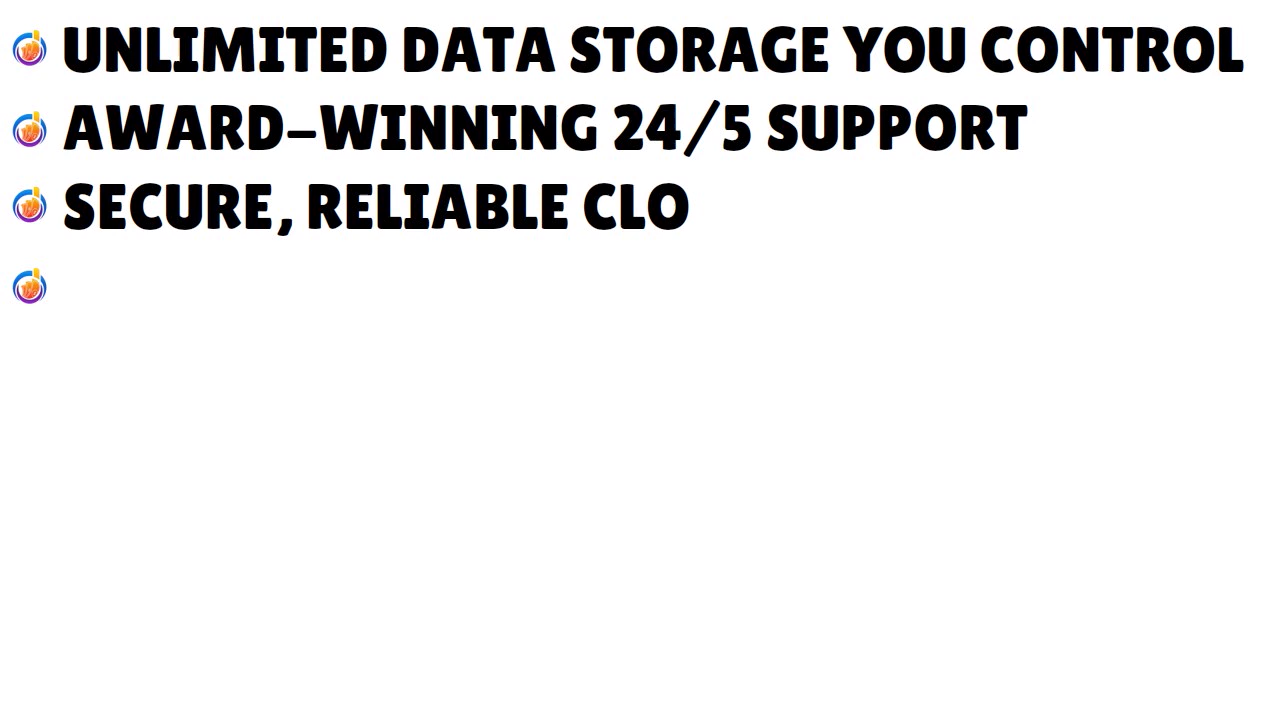 UNLIMITED DATA STORAGE YOU CONTROL
AWARD-WINNING 24/5 SUPPORT
SECURE, RELIABLE CLO